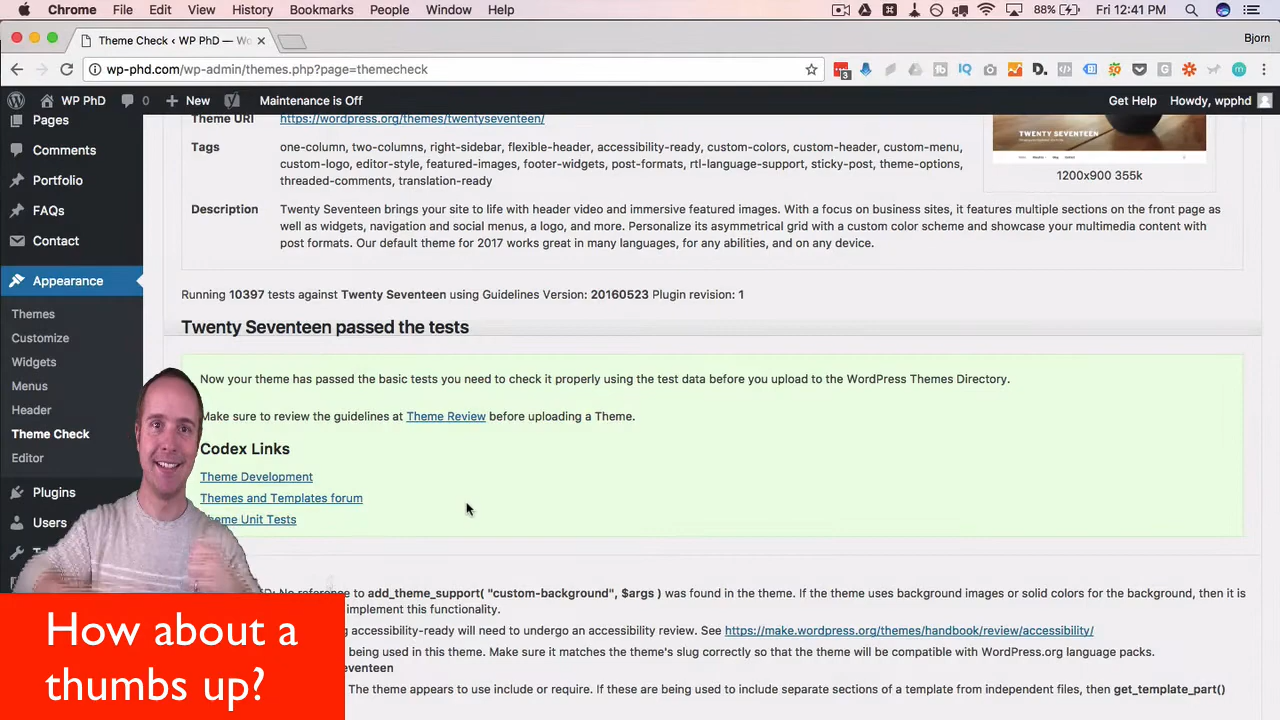 Chrome File Edit View History Bookmarks People Window Help 88% Fri 12:41 PM
Theme Check ‹ WP PhD — Wo Bjorn
wp-phd.com/wp-admin/themes.php?page=themecheck 3
WP PhD 0 New Maintenance is Off Get Help Howdy, wpphd
Pages
Comments
Portfolio
FAQs
Contact
Appearance
Themes
Customize
Widgets
Menus
Header
Theme Check
Editor
Plugins
Users
Theme URI https://wordpress.org/themes/twentyseventeen/
TWENTY SEVENTEEN
1200x900 355k
Tags one-column, two-columns, right-sidebar, flexible-header, accessibility-ready, custom-colors, custom-header, custom-menu,
custom-logo, editor-style, featured-images, footer-widgets, post-formats, rtl-language-support, sticky-post, theme-options,
threaded-comments, translation-ready
Description Twenty Seventeen brings your site to life with header video and immersive featured images. With a focus on business sites, it features multiple sections on the front page as
well as widgets, navigation and social menus, a logo, and more. Personalize its asymmetrical grid with a custom color scheme and showcase your multimedia content with
post formats. Our default theme for 2017 works great in many languages, for any abilities, and on any device.
Running 10397 tests against Twenty Seventeen using Guidelines Version: 20160523 Plugin revision: 1
Twenty Seventeen passed the tests
Now your theme has passed the basic tests you need to check it properly using the test data before you upload to the WordPress Themes Directory.
Make sure to review the guidelines at Theme Review before uploading a Theme.
Codex Links
Theme Development
Themes and Templates forum
heme Unit Tests
No reference to add_theme_support( "custom-background", $args ) was found in the theme. If the theme uses background images or solid colors for the background, then it is
implement this functionality.
accessibility-ready will need to undergo an accessibility review. See https://make.wordpress.org/themes/handbook/review/accessibility/
being used in this theme. Make sure it matches the theme's slug correctly so that the theme will be compatible with WordPress.org language packs.
eventeen
The theme appears to use include or require. If these are being used to include separate sections of a template from independent files, then get_template_part()
How about a
thumbs up?